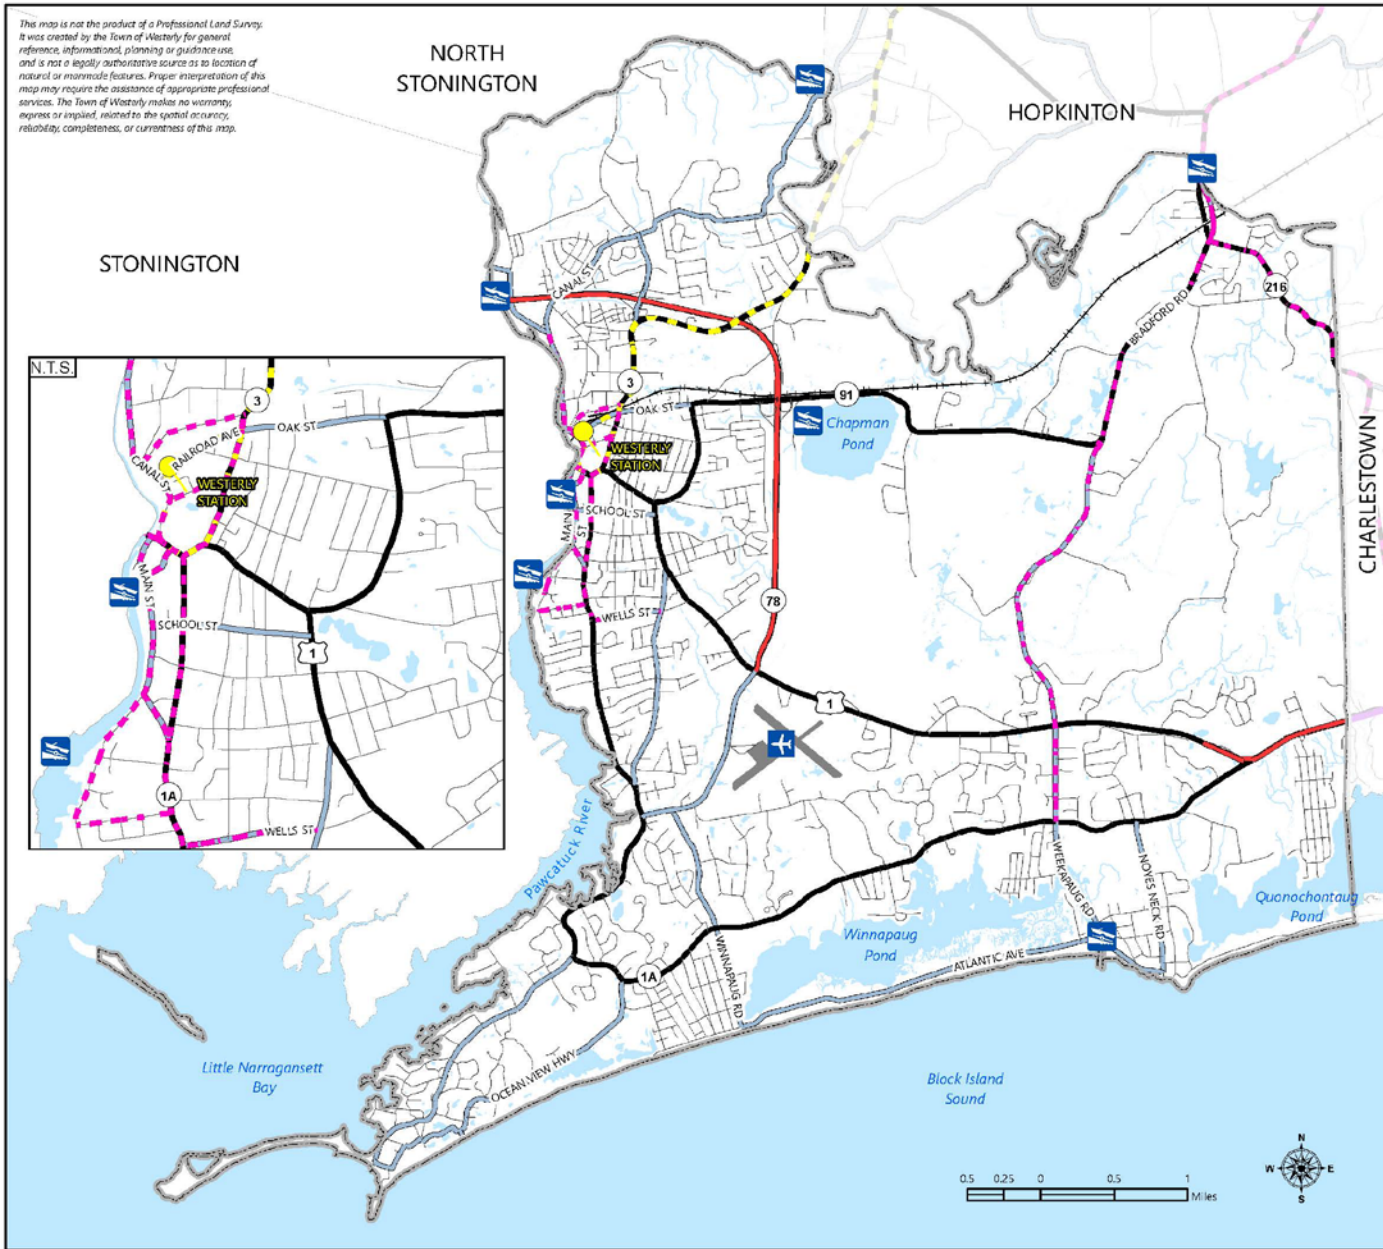 This map is not the product of a Professional Land Survey.
It was created by the Town of Westerly for general
reference, informational, planning or guidance use,
and is not a legally authoritative source as to location of
natural or manmade features. Proper interpretation of this
map may require the assistance of appropriate professional
services. The Town of Westerly makes no warranty,
express or implied, related to the spatial accuracy,
reliability, completeness, or currentness of this map.
NORTH
STONINGTON
HOPKINTON
STONINGTON
CANAL ST
216
BRADFORD RD
N.T.S.
3
OAK ST
91
Chapman
Pond
WESTERLY
STATION
SCHOOL ST
MAIN
ST
WELLS ST
78
1
CHARLESTOWN
3
OAK ST
RAILROAD AVE
CANAL ST
WESTERLY
STATION
MAIN ST
SCHOOL ST
1
1A
WELLS ST
Pawcatuck River
WEEKAPAUG RD
NOYES NECK RD
Quonochontaug
Pond
Winnapaug
Pond
ATLANTIC AVE
WINNAPAUG RD
1A
OCEAN VIEW HWY
Little Narragansett
Bay
Block Island
Sound
N
W E
S
0.5 0.25 0 0.5 1
Miles